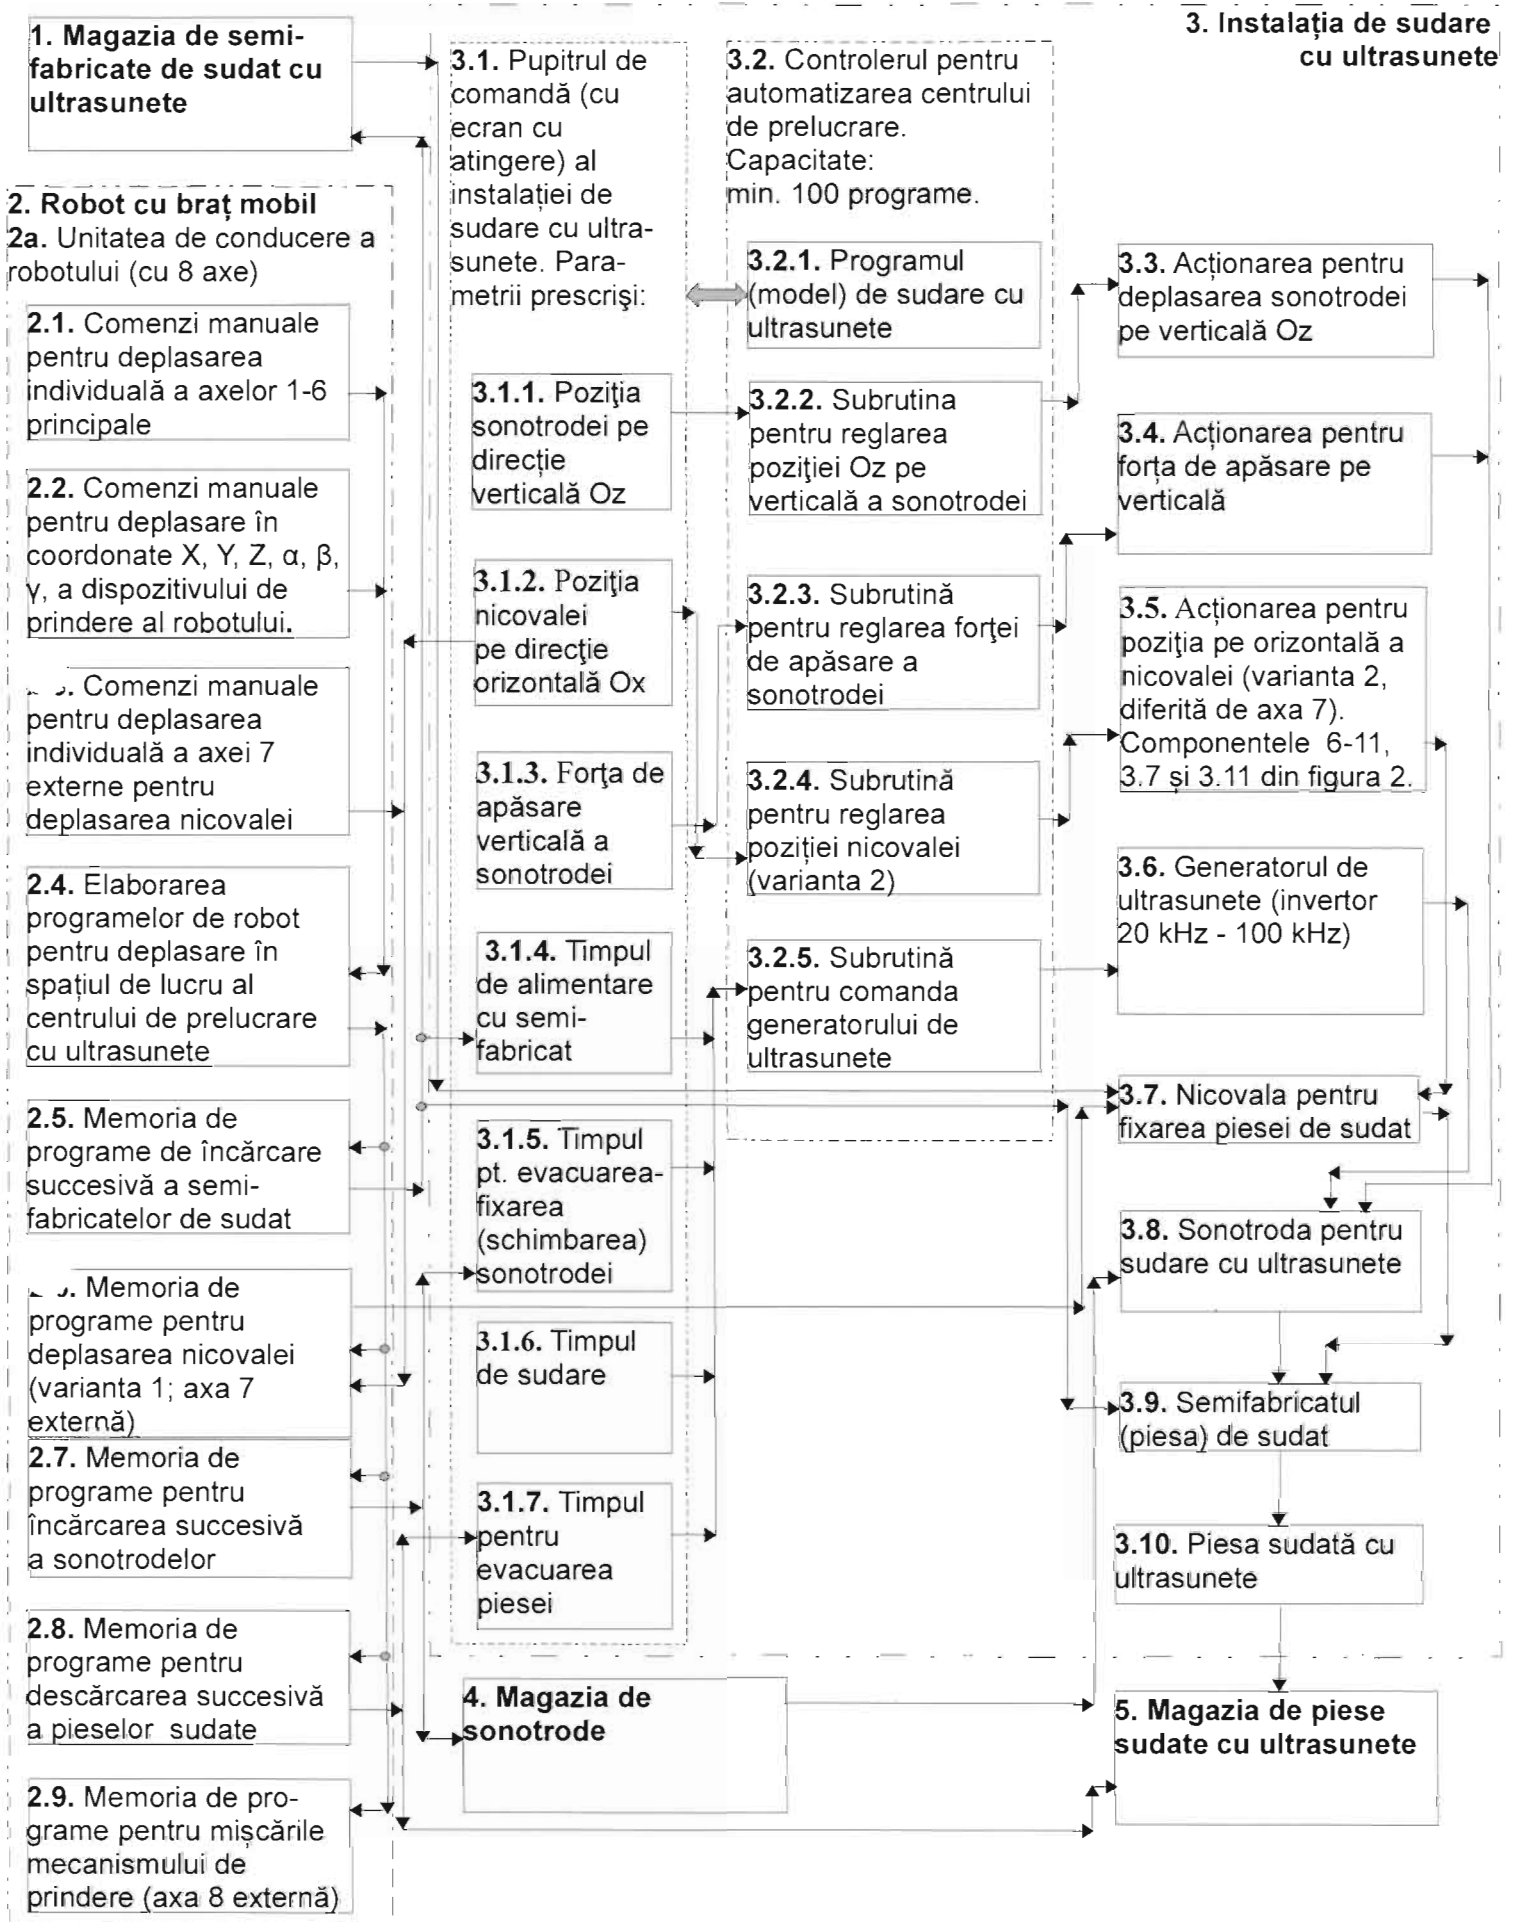 1. Magazia de semi-
fabricate de sudat cu
ultrasunete
2. Robot cu braț mobil
2a. Unitatea de conducere a
robotului (cu 8 axe)
2.1. Comenzi manuale
pentru deplasarea
individuală a axelor 1-6
principale
2.2. Comenzi manuale
pentru deplasare în
coordonate X, Y, Z, α, β,
γ, a dispozitivului de
prindere al robotului.
Comenzi manuale
pentru deplasarea
individuală a axei 7
externe pentru
deplasarea nicovalei
2.4. Elaborarea
programelor de robot
pentru deplasare în
spațiul de lucru al
centrului de prelucrare
cu ultrasunete
2.5. Memoria de
programe de încărcare
succesivă a semi-
fabricatelor de sudat
Memoria de
programe pentru
deplasarea nicovalei
(varianta 1; axa 7
externă)
2.7. Memoria de
programe pentru
încărcarea succesivă
a sonotrodelor
2.8. Memoria de
programe pentru
descărcarea succesivă
a pieselor sudate
2.9. Memoria de pro-
grame pentru mișcările
mecanismului de
prindere (axa 8 externă)
3. Instalația de sudare
cu ultrasunete
3.1. Pupitrul de
comandă (cu
ecran cu
atingere) al
instalației de
sudare cu ultra-
sunete. Para-
metrii prescrişi:
3.1.1. Poziţia
sonotrodei pe
direcție
verticală Oz
3.1.2. Poziţia
nicovalei
pe direcţie
orizontală Ox
3.1.3. Forţa de
apăsare
verticală a
sonotrodei
3.1.4. Timpul
de alimentare
cu semi-
fabricat
3.1.5. Timpul
pt. evacuarea-
fixarea
(schimbarea)
sonotrodei
3.1.6. Timpul
de sudare
3.1.7. Timpul
pentru
evacuarea
piesei
3.2. Controlerul pentru
automatizarea centrului
de prelucrare.
Capacitate:
min. 100 programe.
3.2.1. Programul
(model) de sudare cu
ultrasunete
3.2.2. Subrutina
pentru reglarea
poziţiei Oz pe
verticală a sonotrodei
3.2.3. Subrutină
pentru reglarea forţei
de apăsare a
sonotrodei
3.2.4. Subrutină
pentru reglarea
poziției nicovalei
(varianta 2)
3.2.5. Subrutină
pentru comanda
generatorului de
ultrasunete
3.3. Acționarea pentru
deplasarea sonotrodei
pe verticală Oz
3.4. Acționarea pentru
forța de apăsare pe
verticală
3.5. Acționarea pentru
poziţia pe orizontală a
nicovalei (varianta 2,
diferită de axa 7).
Componentele 6-11,
3.7 și 3.11 din figura 2.
3.6. Generatorul de
ultrasunete (invertor
20 kHz - 100 kHz)
3.7. Nicovala pentru
fixarea piesei de sudat
3.8. Sonotroda pentru
sudare cu ultrasunete
3.9. Semifabricatul
(piesa) de sudat
3.10. Piesa sudată cu
ultrasunete
4. Magazia de
sonotrode
5. Magazia de piese
sudate cu ultrasunete